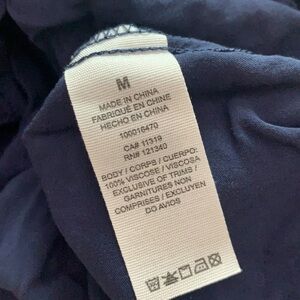 M
MADE IN CHINA
FABRIQUÉ EN CHINE
HECHO EN CHINA
100016470
CA# 11319
RN# 121340
BODY / CORPS / CUERPO:
100% VISCOSE / VISCOSA
EXCLUSIVE OF TRIMS /
GARNITURES NON
COMPRISES / EXCLUYEN
DO AVIOS